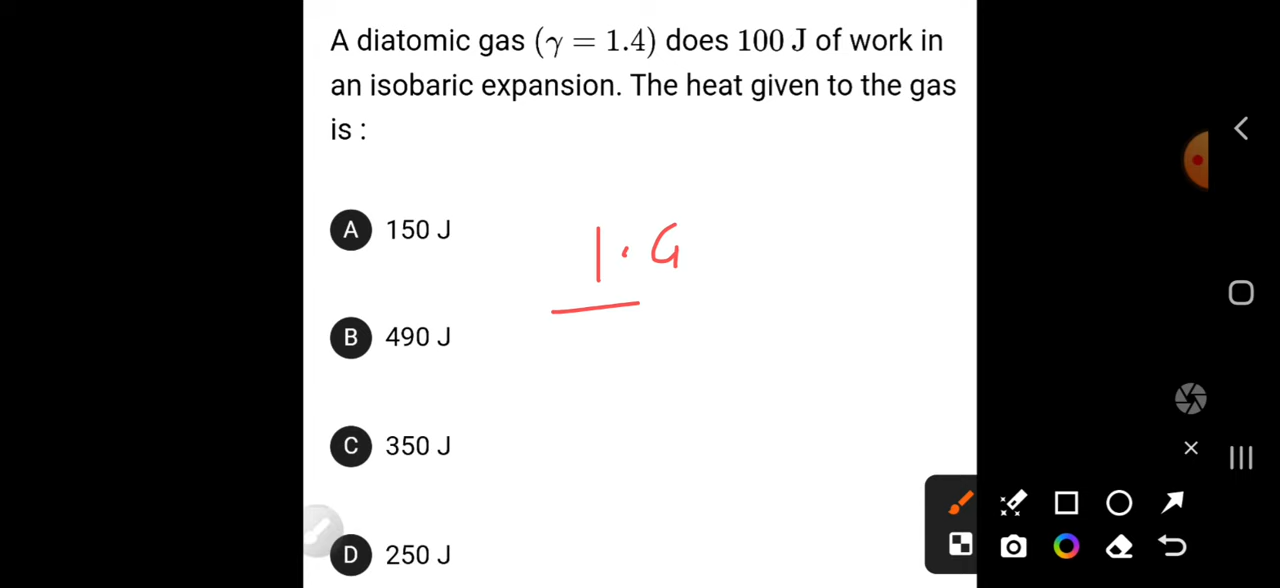 A diatomic gas (γ = 1.4) does 100 J of work in
an isobaric expansion. The heat given to the gas
is :
A 150 J
1.4
B 490 J
C 350 J
D 250 J